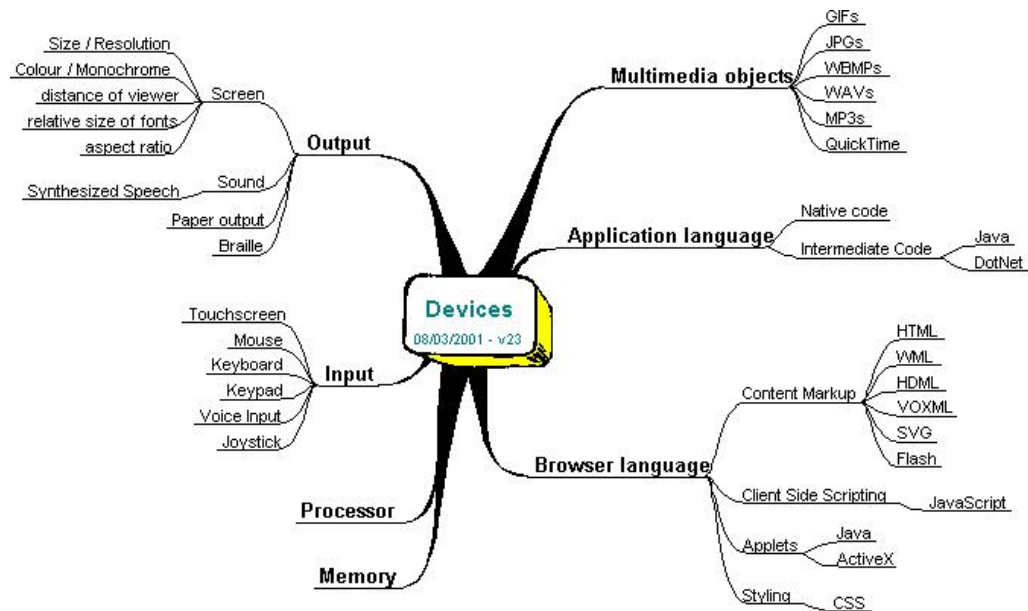 Devices
08/03/2001 - v23
Output
Screen
Size / Resolution
Colour / Monochrome
distance of viewer
relative size of fonts
aspect ratio
Sound
Synthesized Speech
Paper output
Braille
Input
Touchscreen
Mouse
Keyboard
Keypad
Voice Input
Joystick
Processor
Memory
Multimedia objects
GIFs
JPGs
WBMPs
WAVs
MP3s
QuickTime
Application language
Native code
Intermediate Code
Java
DotNet
Browser language
Content Markup
HTML
WML
HDML
VOXML
SVG
Flash
Client Side Scripting
JavaScript
Applets
Java
ActiveX
Styling
CSS